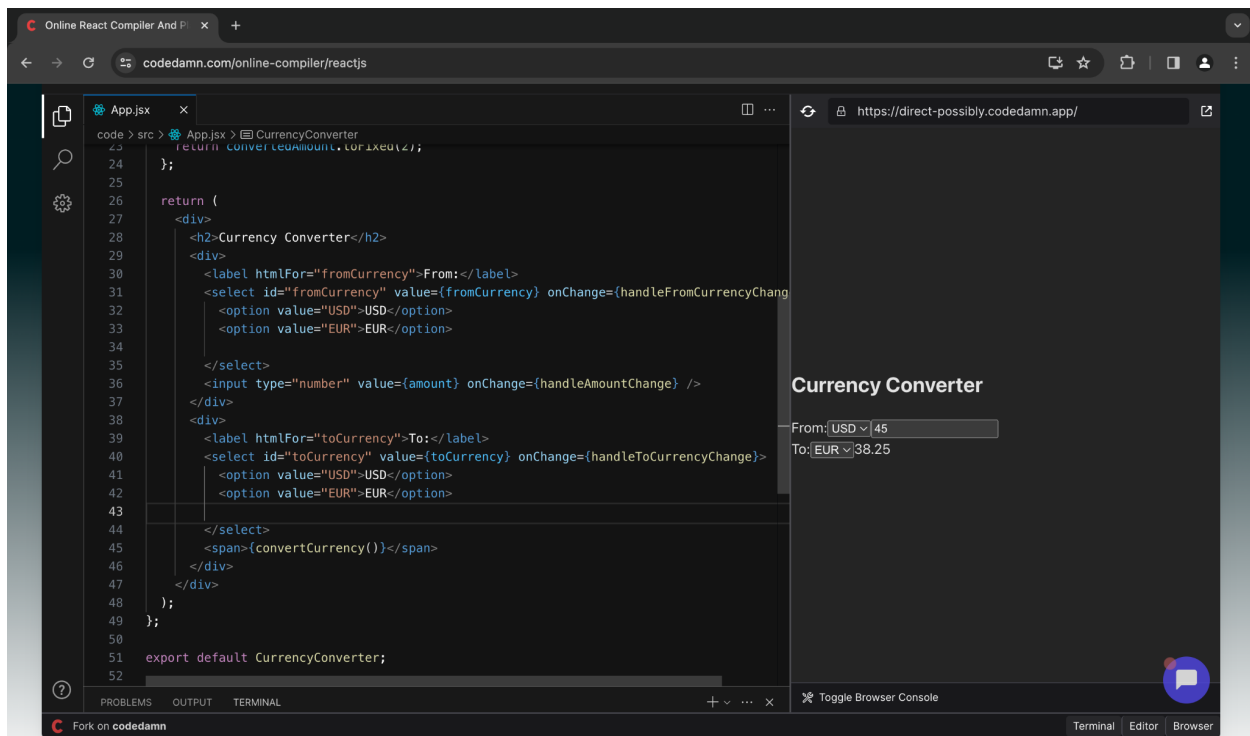 Online React Compiler And Pl
codedamn.com/online-compiler/reactjs
App.jsx
code > src > App.jsx > CurrencyConverter
23 return convertedAmount.toFixed(2);
24 };
25
26 return (
27 <div>
28 <h2>Currency Converter</h2>
29 <div>
30 <label htmlFor="fromCurrency">From:</label>
31 <select id="fromCurrency" value={fromCurrency} onChange={handleFromCurrencyChang
32 <option value="USD">USD</option>
33 <option value="EUR">EUR</option>
34
35 </select>
36 <input type="number" value={amount} onChange={handleAmountChange} />
37 </div>
38 <div>
39 <label htmlFor="toCurrency">To:</label>
40 <select id="toCurrency" value={toCurrency} onChange={handleToCurrencyChange}>
41 <option value="USD">USD</option>
42 <option value="EUR">EUR</option>
43
44 </select>
45 <span>{convertCurrency()}</span>
46 </div>
47 </div>
48 );
49 };
50
51 export default CurrencyConverter;
52
PROBLEMS OUTPUT TERMINAL
https://direct-possibly.codedamn.app/
Currency Converter
From: USD 45
To: EUR 38.25
Toggle Browser Console
Fork on codedamn
Terminal Editor Browser